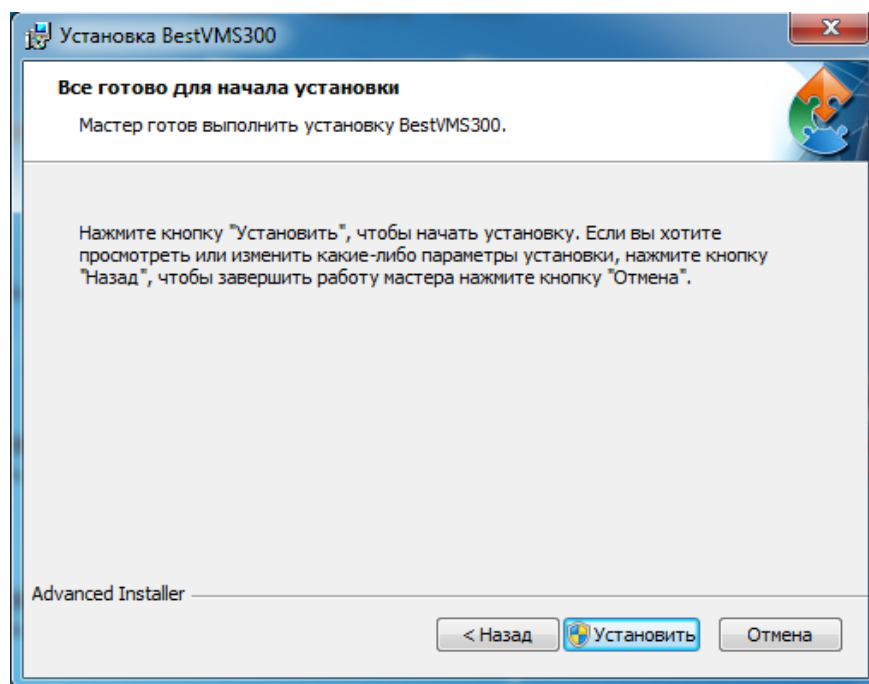 Установка BestVMS300
Все готово для начала установки
Мастер готов выполнить установку BestVMS300.
Нажмите кнопку "Установить", чтобы начать установку. Если вы хотите
просмотреть или изменить какие-либо параметры установки, нажмите кнопку
"Назад", чтобы завершить работу мастера нажмите кнопку "Отмена".
Advanced Installer
< Назад Установить Отмена